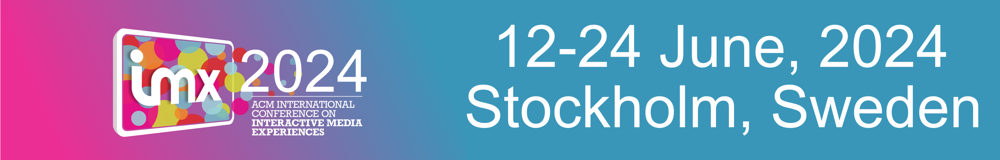 imx 2024
ACM INTERNATIONAL
CONFERENCE ON
INTERACTIVE MEDIA
EXPERIENCES
12-24 June, 2024
Stockholm, Sweden